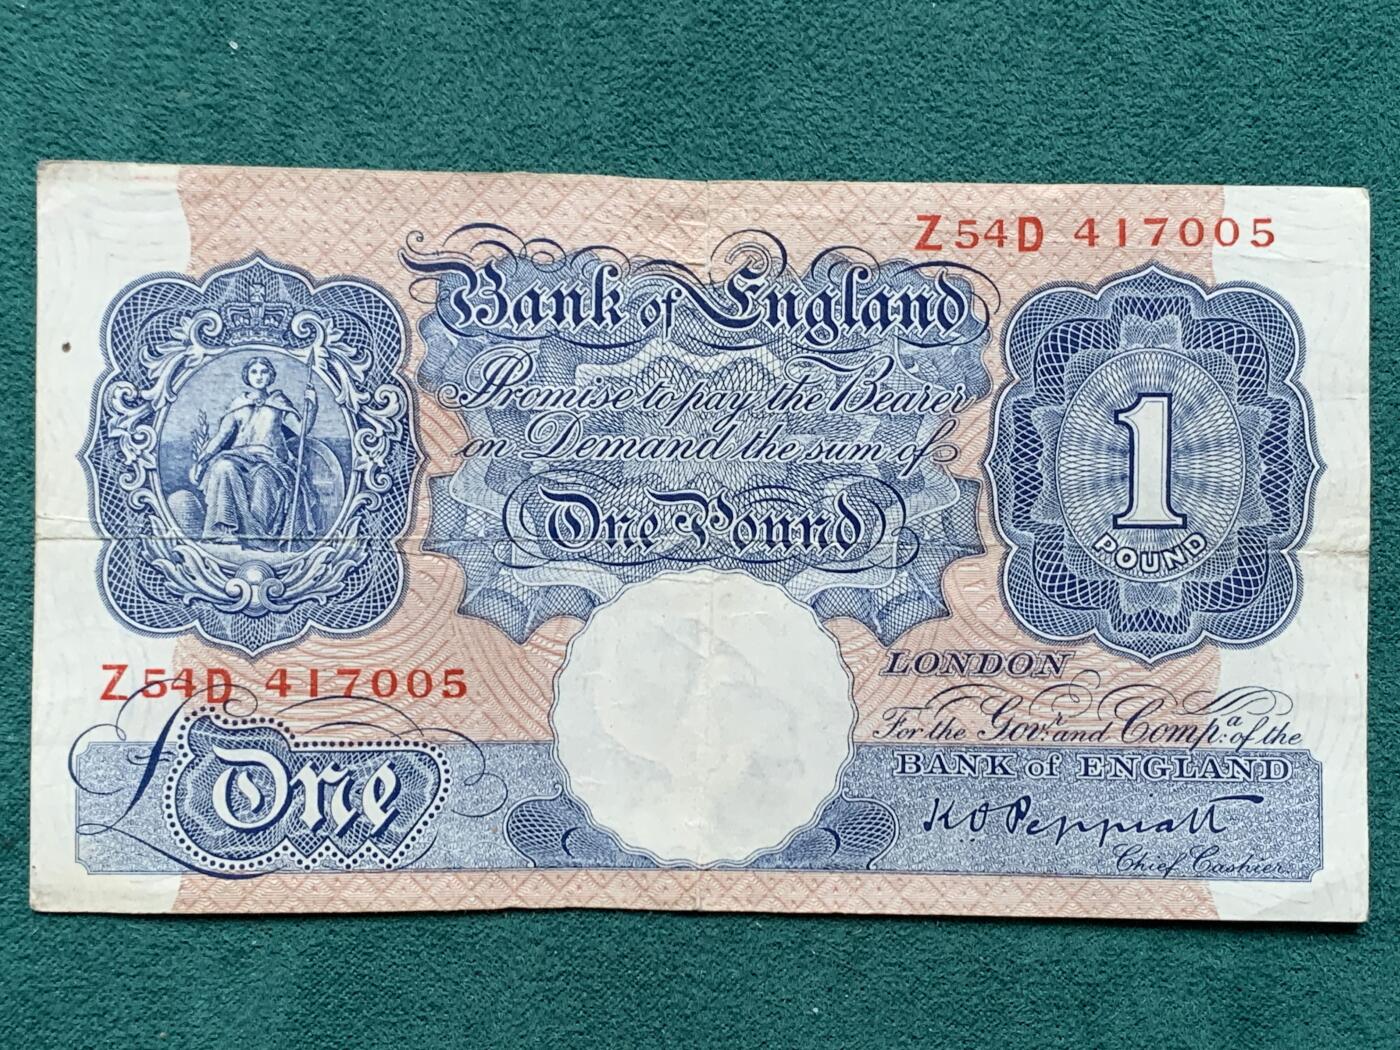 Z54D 417005
Bank of England
Promise to pay the Bearer
on Demand the sum of
One Pound
1
POUND
Z54D 417005
LONDON
For the Govr. and Compa. of the
BANK of ENGLAND
K O Peppiatt
Chief Cashier.
£One